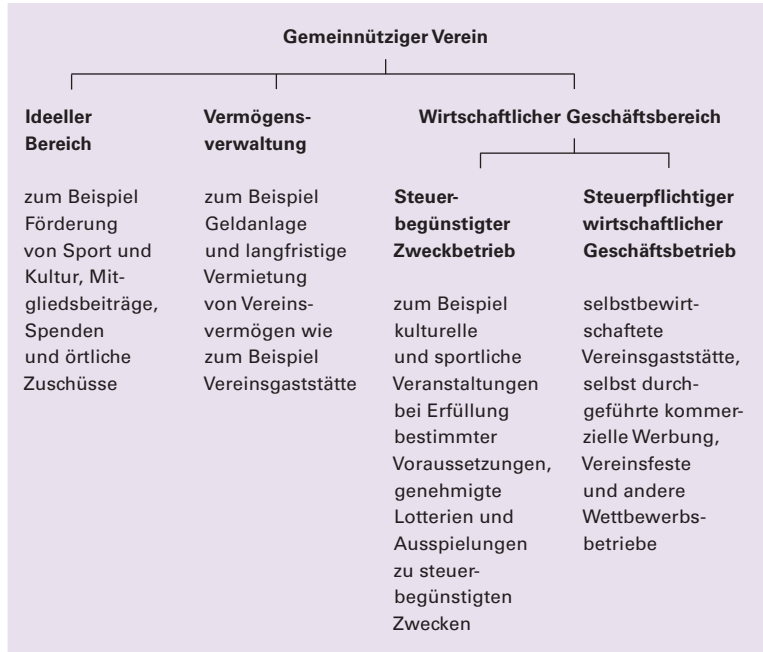 Gemeinnütziger Verein
Ideeller
Bereich
zum Beispiel
Förderung
von Sport und
Kultur, Mit-
gliedsbeiträge,
Spenden
und örtliche
Zuschüsse
Vermögens-
verwaltung
zum Beispiel
Geldanlage
und langfristige
Vermietung
von Vereins-
vermögen wie
zum Beispiel
Vereinsgaststätte
Wirtschaftlicher Geschäftsbereich
Steuer-
begünstigter
Zweckbetrieb
zum Beispiel
kulturelle
und sportliche
Veranstaltungen
bei Erfüllung
bestimmter
Voraussetzungen,
genehmigte
Lotterien und
Ausspielungen
zu steuer-
begünstigten
Zwecken
Steuerpflichtiger
wirtschaftlicher
Geschäftsbetrieb
selbstbewirt-
schaftete
Vereinsgaststätte,
selbst durch-
geführte kommer-
zielle Werbung,
Vereinsfeste
und andere
Wettbewerbs-
betriebe